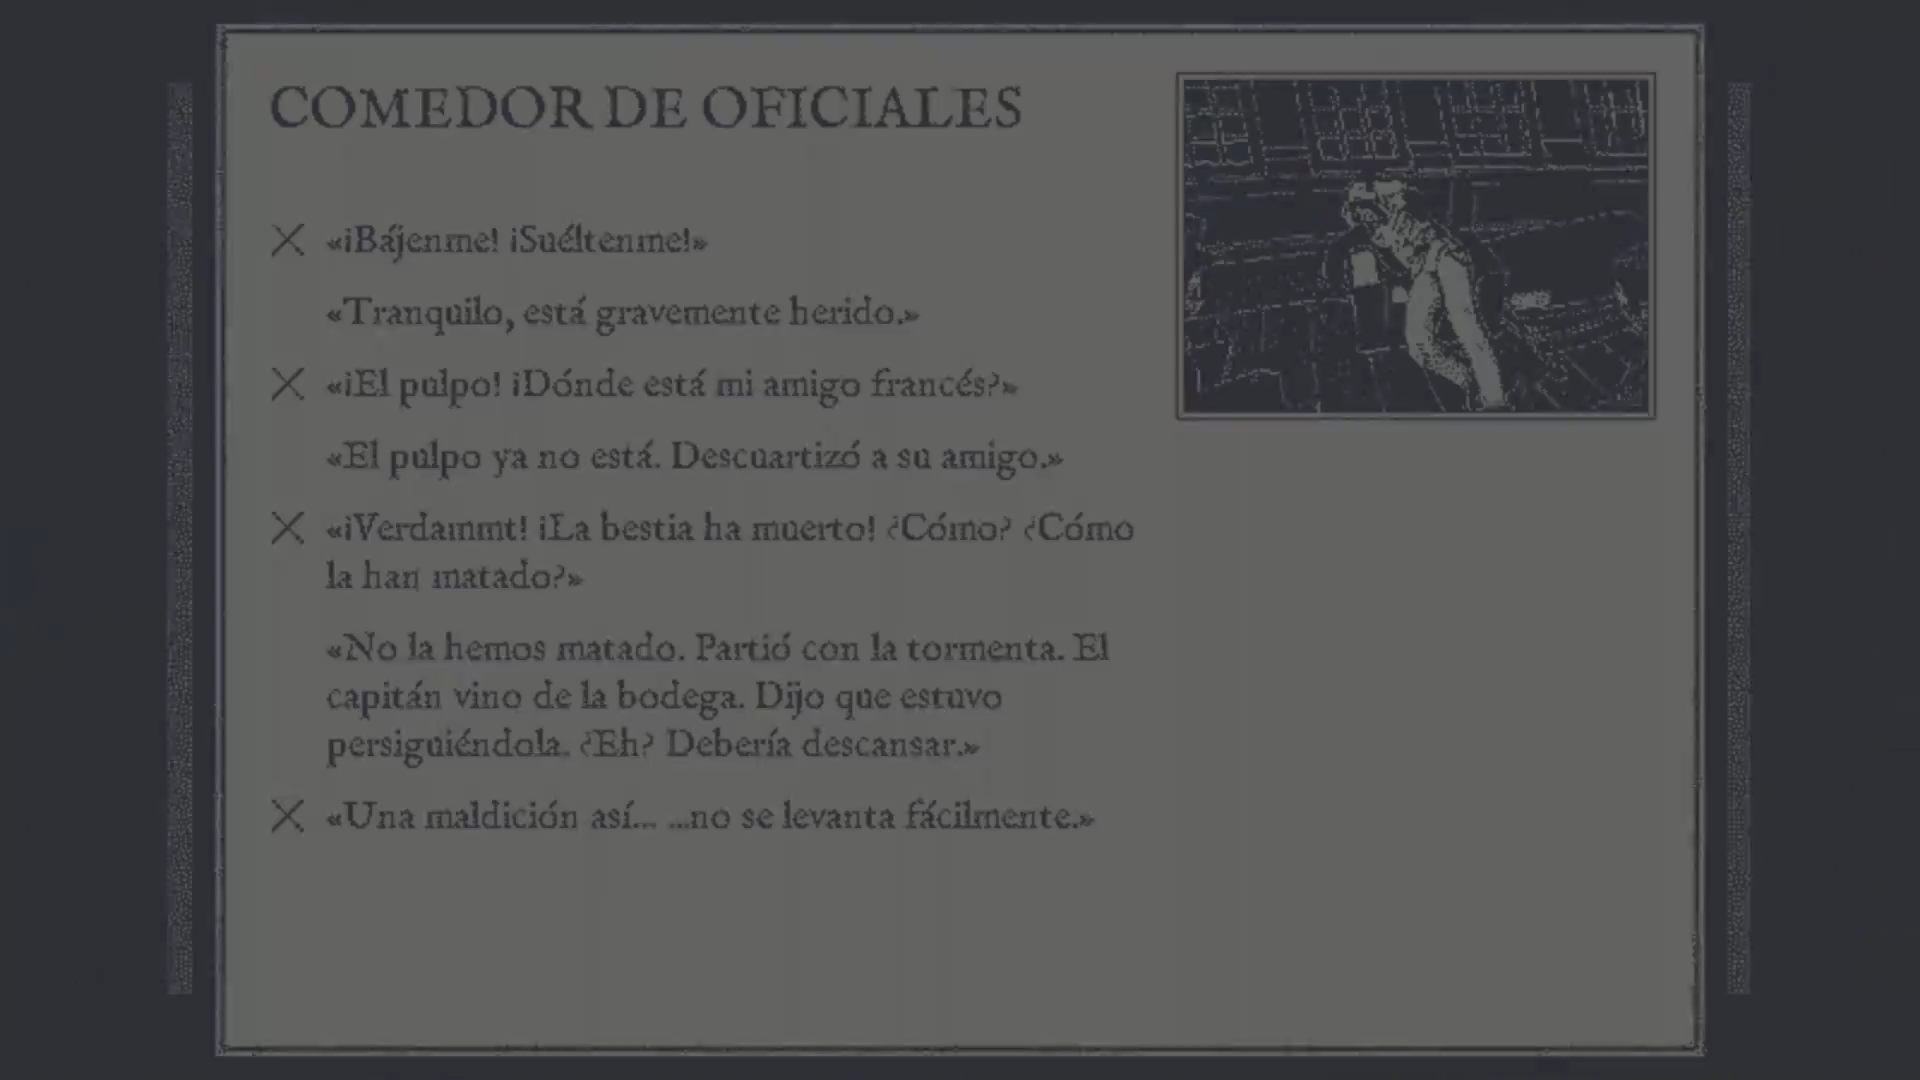 COMEDOR DE OFICIALES
«¡Bájenme! ¡Suéltenme!»
«Tranquilo, está gravemente herido.»
«¡El pulpo! ¡Dónde está mi amigo francés?»
«El pulpo ya no está. Descuartizó a su amigo.»
«¡Verdammt! ¡La bestia ha muerto! ¿Cómo? ¿Cómo
la han matado?»
«No la hemos matado. Partió con la tormenta. El
capitán vino de la bodega. Dijo que estuvo
persiguiéndola. ¿Eh? Debería descansar.»
«Una maldición así... ...no se levanta fácilmente.»